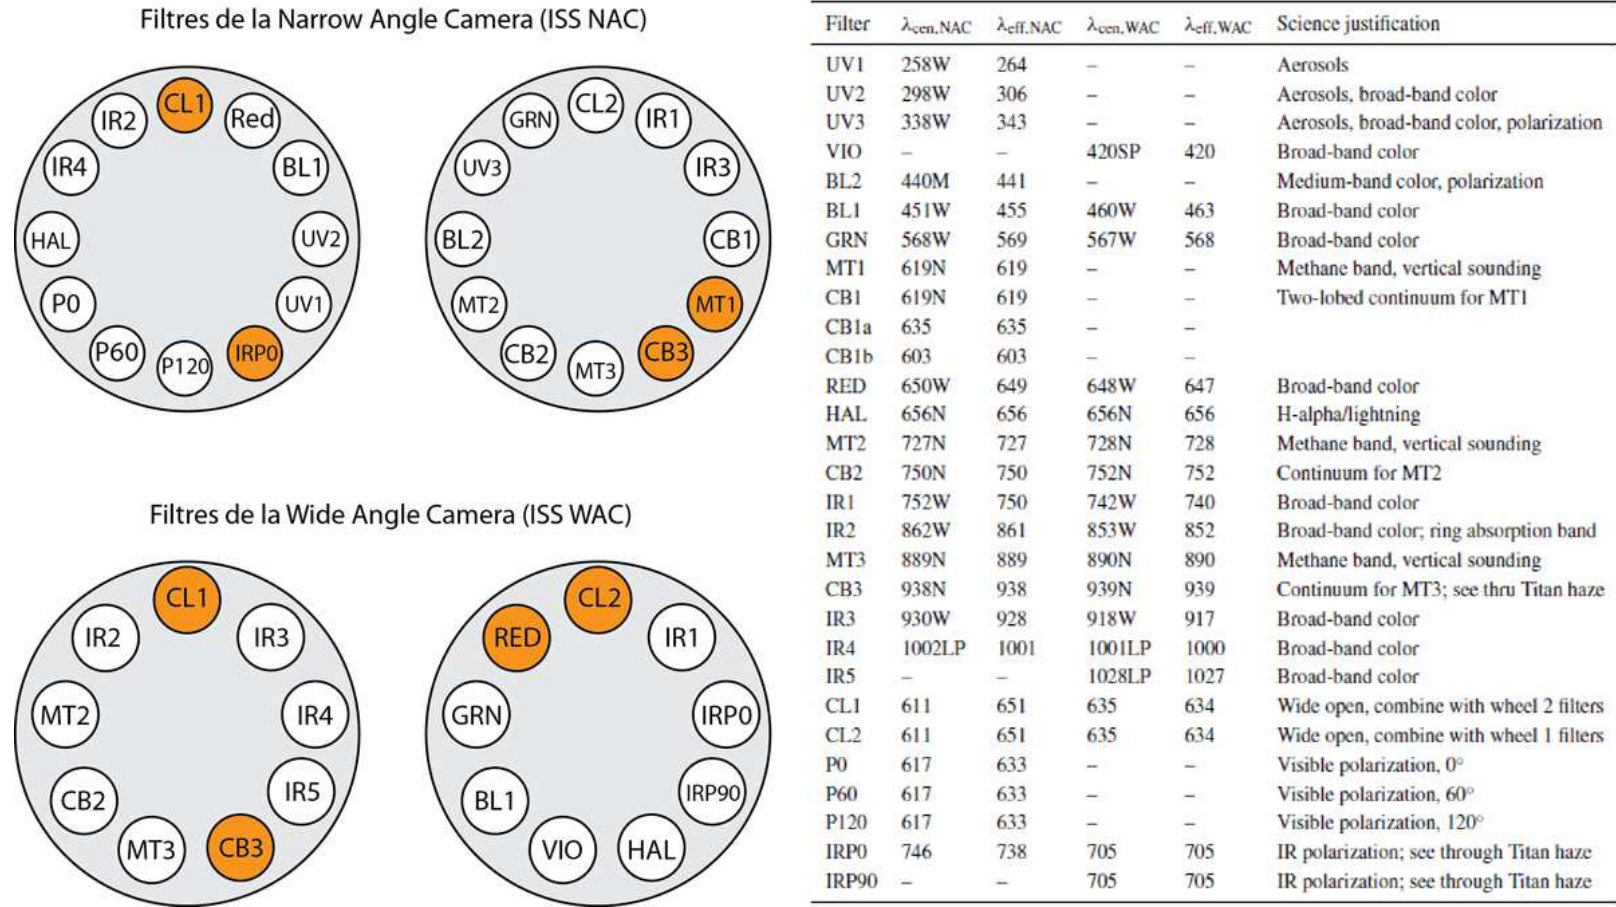 Filtres de la Narrow Angle Camera (ISS NAC)
CL1
Red
BL1
UV2
UV1
IRP0
P120
P60
P0
HAL
IR4
IR2
CL2
IR1
IR3
CB1
MT1
CB3
MT3
CB2
MT2
BL2
UV3
GRN
Filtres de la Wide Angle Camera (ISS WAC)
CL1
IR3
IR4
IR5
CB3
MT3
CB2
MT2
IR2
CL2
IR1
IRP0
IRP90
HAL
VIO
BL1
GRN
RED
Filter λcen,NAC λeff,NAC λcen,WAC λeff,WAC Science justification
UV1 258W 264 – – Aerosols
UV2 298W 306 – – Aerosols, broad-band color
UV3 338W 343 – – Aerosols, broad-band color, polarization
VIO – – 420SP 420 Broad-band color
BL2 440M 441 – – Medium-band color, polarization
BL1 451W 455 460W 463 Broad-band color
GRN 568W 569 567W 568 Broad-band color
MT1 619N 619 – – Methane band, vertical sounding
CB1 619N 619 – – Two-lobed continuum for MT1
CB1a 635 635 – –
CB1b 603 603 – –
RED 650W 649 648W 647 Broad-band color
HAL 656N 656 656N 656 H-alpha/lightning
MT2 727N 727 728N 728 Methane band, vertical sounding
CB2 750N 750 752N 752 Continuum for MT2
IR1 752W 750 742W 740 Broad-band color
IR2 862W 861 853W 852 Broad-band color; ring absorption band
MT3 889N 889 890N 890 Methane band, vertical sounding
CB3 938N 938 939N 939 Continuum for MT3; see thru Titan haze
IR3 930W 928 918W 917 Broad-band color
IR4 1002LP 1001 1001LP 1000 Broad-band color
IR5 – – 1028LP 1027 Broad-band color
CL1 611 651 635 634 Wide open, combine with wheel 2 filters
CL2 611 651 635 634 Wide open, combine with wheel 1 filters
P0 617 633 – – Visible polarization, 0°
P60 617 633 – – Visible polarization, 60°
P120 617 633 – – Visible polarization, 120°
IRP0 746 738 705 705 IR polarization; see through Titan haze
IRP90 – – 705 705 IR polarization; see through Titan haze